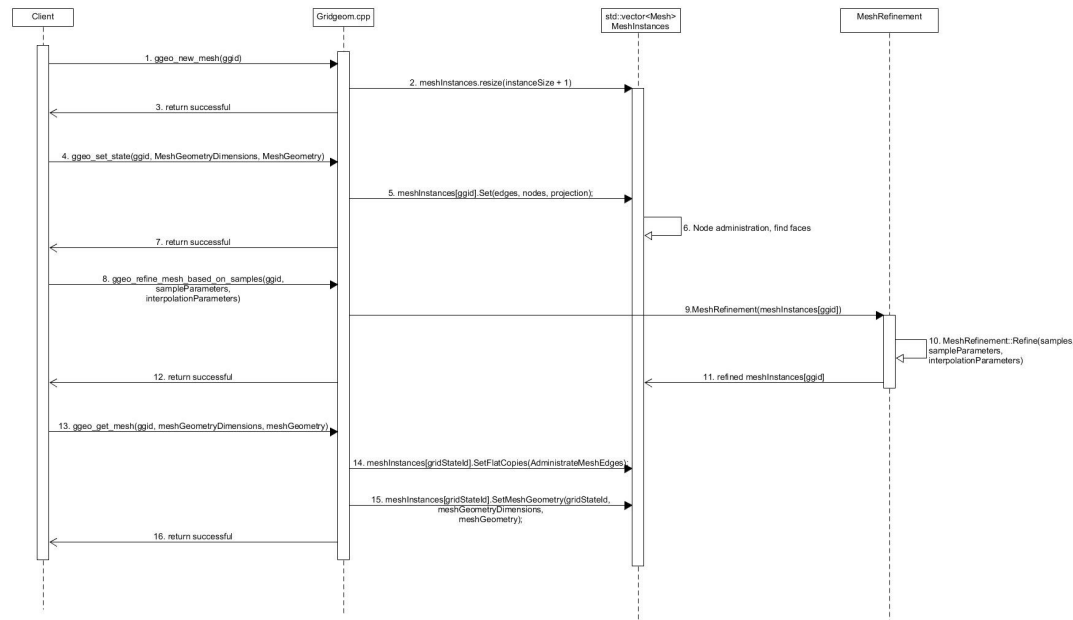 Client
Gridgeom.cpp
std::vector<Mesh>
MeshInstances
MeshRefinement
1. ggeo_new_mesh(ggid)
2. meshInstances.resize(instanceSize + 1)
3. return successful
4. ggeo_set_state(ggid, MeshGeometryDimensions, MeshGeometry)
5. meshInstances[ggid].Set(edges, nodes, projection);
6. Node administration, find faces
7. return successful
8. ggeo_refine_mesh_based_on_samples(ggid,
sampleParameters,
interpolationParameters)
9.MeshRefinement(meshInstances[ggid])
10. MeshRefinement::Refine(samples
sampleParameters,
interpolationParameters)
11. refined meshInstances[ggid]
12. return successful
13. ggeo_get_mesh(ggid, meshGeometryDimensions, meshGeometry)
14. meshInstances[gridStateId].SetFlatCopies(AdministrateMeshEdges);
15. meshInstances[gridStateId].SetMeshGeometry(gridStateId,
meshGeometryDimensions,
meshGeometry);
16. return successful